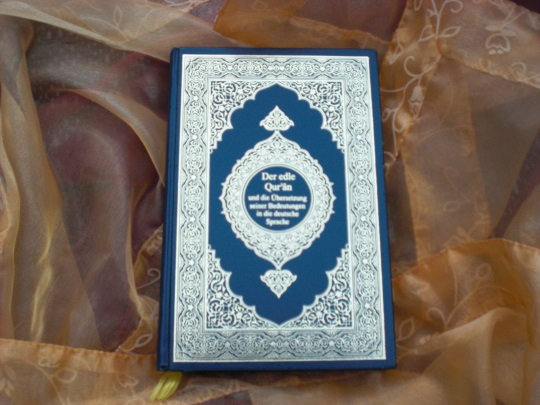 Der edle
Qur'ān
und die Übersetzung
seiner Bedeutungen
in die deutsche
Sprache